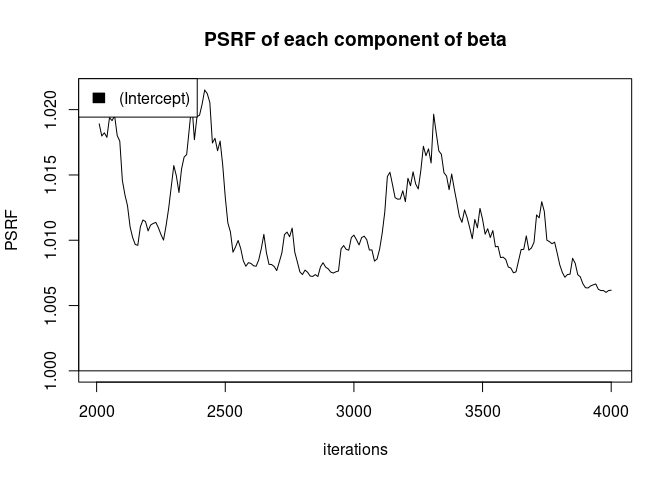 PSRF of each component of beta
(Intercept)
PSRF
1.020
1.015
1.010
1.005
1.000
2000 2500 3000 3500 4000
iterations